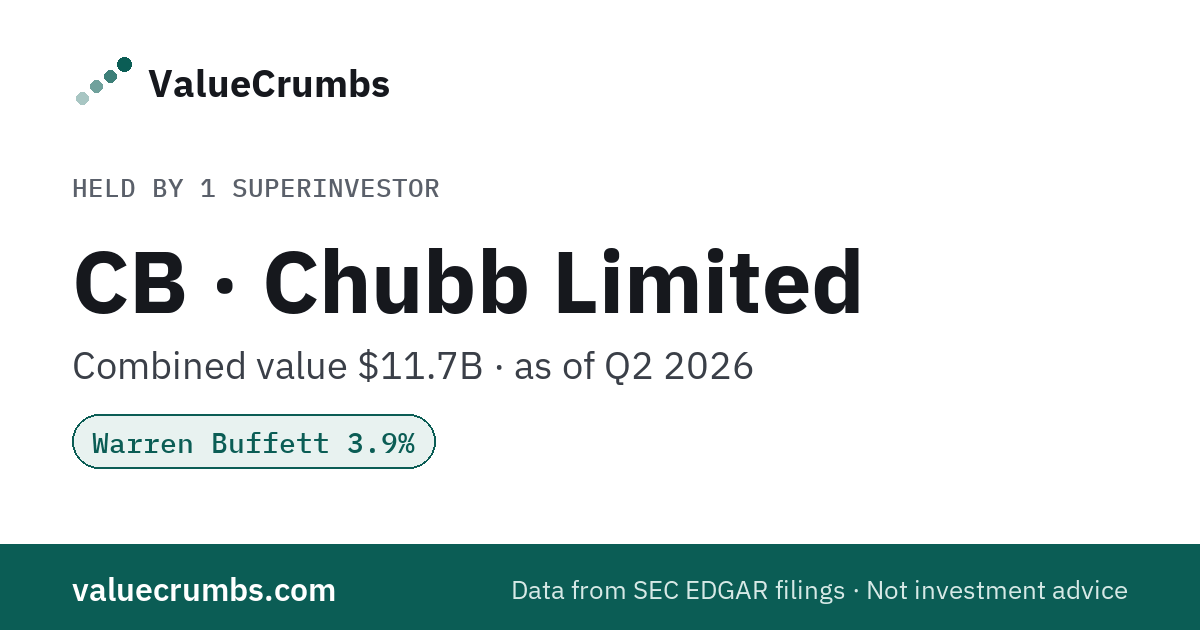 ValueCrumbs
HELD BY 1 SUPERINVESTOR
CB · Chubb Limited
Combined value $11.7B · as of Q2 2026
Warren Buffett 3.9%
valuecrumbs.com
Data from SEC EDGAR filings · Not investment advice